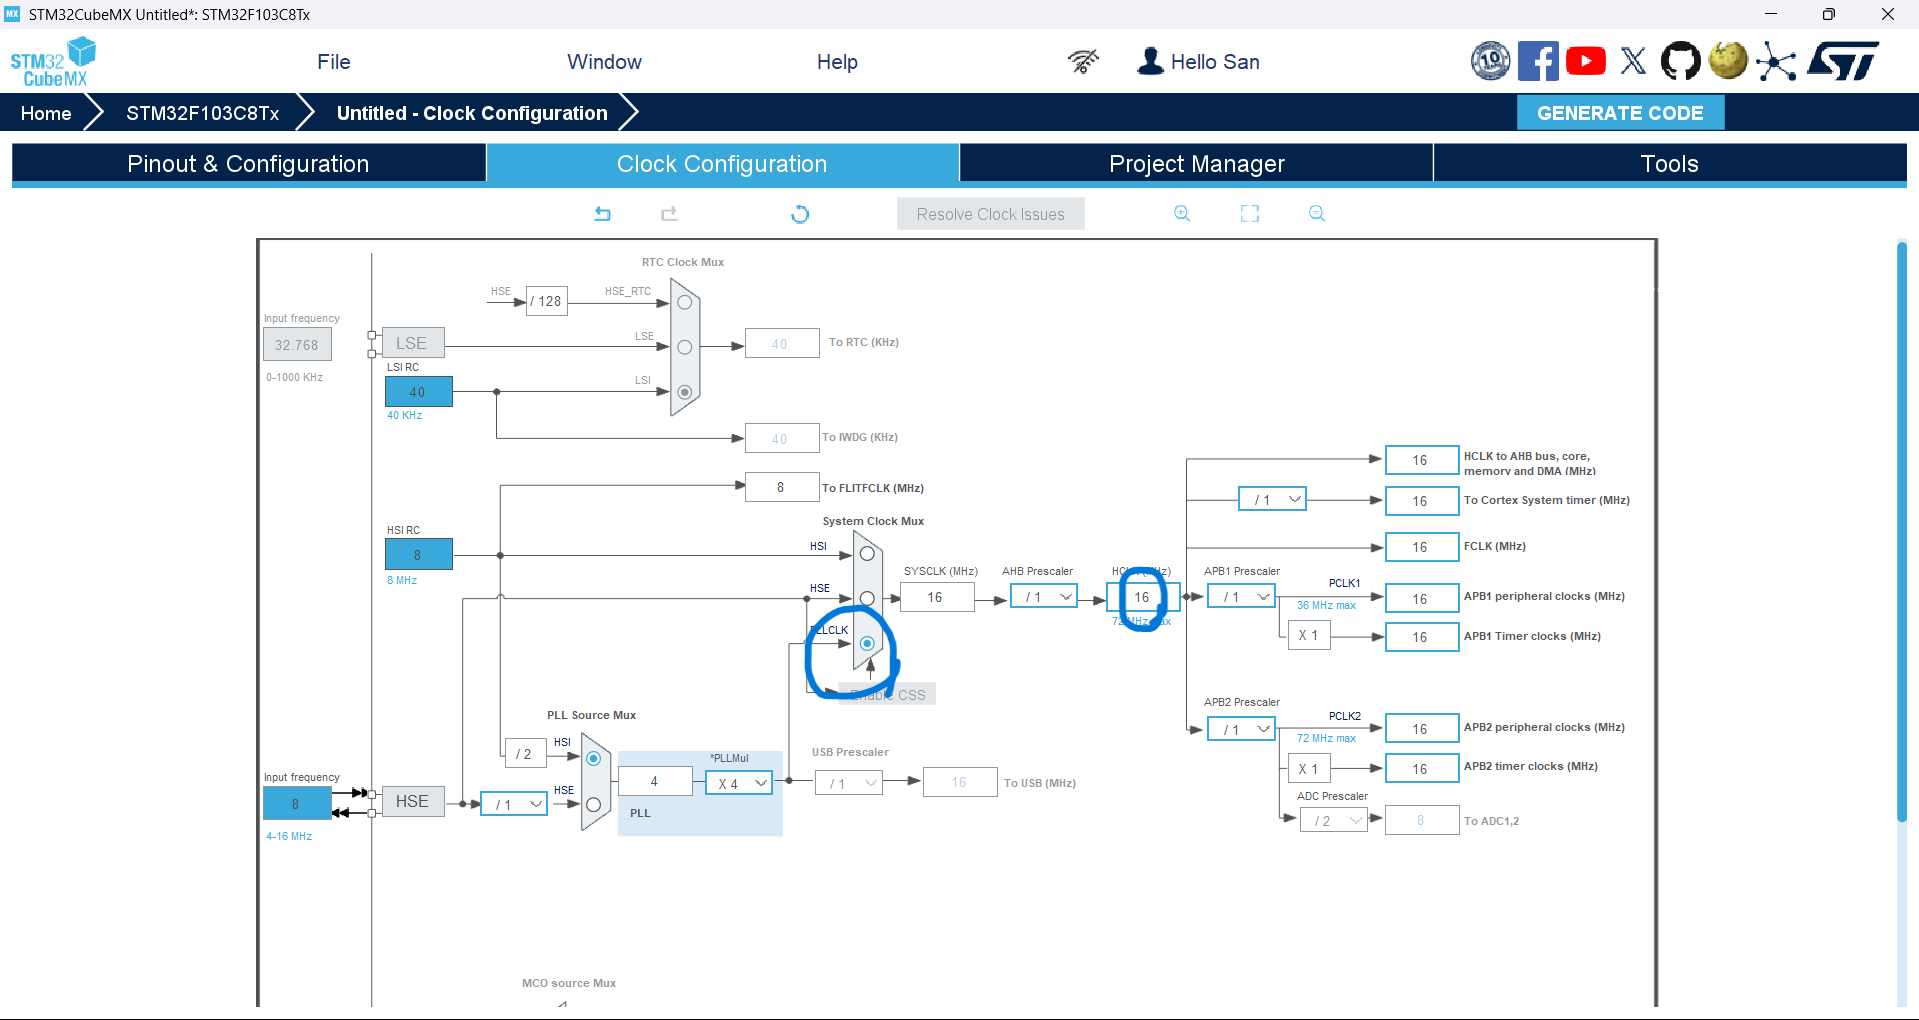 MX STM32CubeMX Untitled*: STM32F103C8Tx
STM32 CubeMX
File Window Help Hello San
10
ST
Home STM32F103C8Tx Untitled - Clock Configuration GENERATE CODE
Pinout & Configuration Clock Configuration Project Manager Tools
Resolve Clock Issues
RTC Clock Mux
HSE / 128 HSE_RTC
Input frequency
32.768 LSE LSE 40 To RTC (KHz)
0-1000 KHz
LSI RC
40 LSI
40 KHz
40 To IWDG (KHz)
8 To FLITFCLK (MHz)
16 HCLK to AHB bus, core,
memory and DMA (MHz)
/ 1 16 To Cortex System timer (MHz)
System Clock Mux
HSI RC
8 HSI
8 MHz
16 FCLK (MHz)
HSE SYSCLK (MHz) AHB Prescaler HCLK (MHz) APB1 Prescaler
16 / 1 16 / 1 PCLK1 16 APB1 peripheral clocks (MHz)
72 MHz max 36 MHz max
PLLCLK X 1 16 APB1 Timer clocks (MHz)
Enable CSS
APB2 Prescaler
PLL Source Mux
/ 1 PCLK2 16 APB2 peripheral clocks (MHz)
72 MHz max
/ 2 HSI *PLLMul USB Prescaler
X 1 16 APB2 timer clocks (MHz)
Input frequency
8 HSE / 1 HSE 4 X 4 / 1 16 To USB (MHz)
PLL
4-16 MHz
ADC Prescaler
/ 2 8 To ADC1,2
MCO source Mux